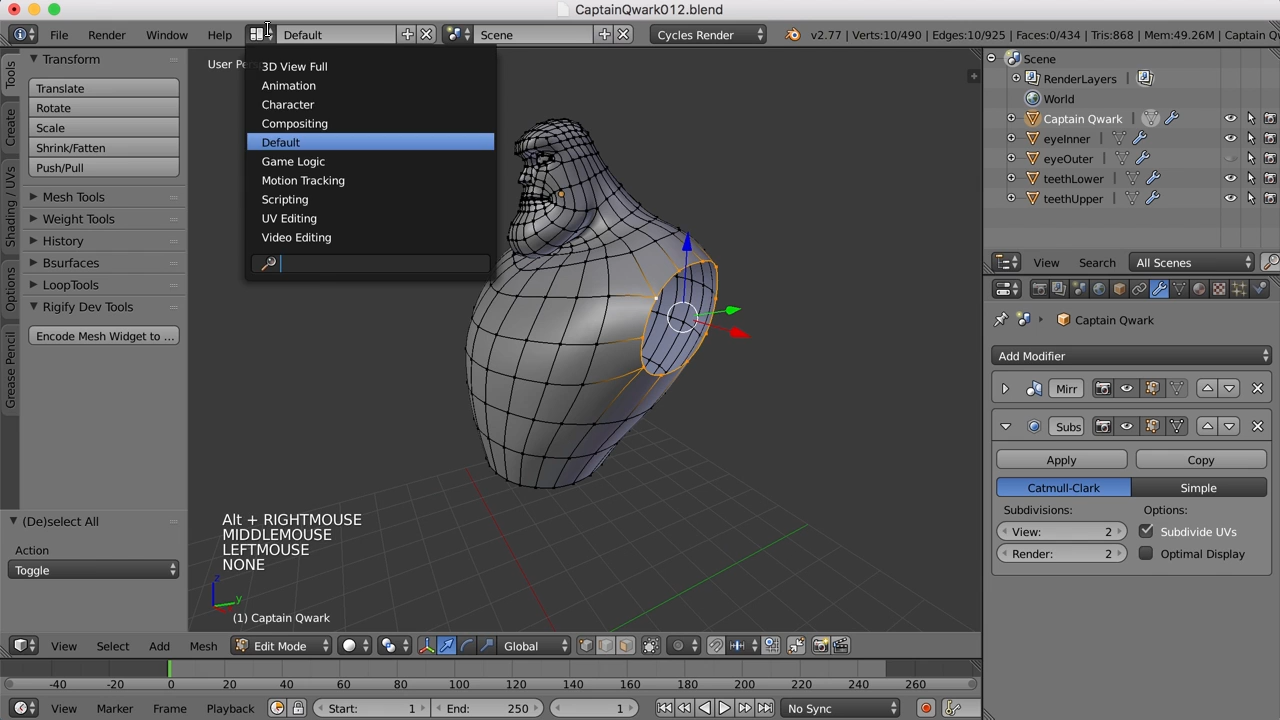 CaptainQwark012.blend
File Render Window Help Default Scene Cycles Render v2.77 | Verts:10/490 | Edges:10/925 | Faces:0/434 | Tris:868 | Mem:49.26M | Captain Q
Tools
Create
Shading / UVs
Options
Grease Pencil
Transform
Translate
Rotate
Scale
Shrink/Fatten
Push/Pull
Mesh Tools
Weight Tools
History
Bsurfaces
LoopTools
Rigify Dev Tools
Encode Mesh Widget to ...
(De)select All
Action
Toggle
User Pe
3D View Full
Animation
Character
Compositing
Default
Game Logic
Motion Tracking
Scripting
UV Editing
Video Editing
Alt + RIGHTMOUSE
MIDDLEMOUSE
LEFTMOUSE
NONE
z
y
(1) Captain Qwark
View Select Add Mesh Edit Mode Global
-40 -20 0 20 40 60 80 100 120 140 160 180 200 220 240 260
View Marker Frame Playback Start: 1 End: 250 1 No Sync
Scene
RenderLayers
World
Captain Qwark
eyeInner
eyeOuter
teethLower
teethUpper
View Search All Scenes
Captain Qwark
Add Modifier
Mirr
Subs
Apply Copy
Catmull-Clark Simple
Subdivisions: Options:
View: 2 Subdivide UVs
Render: 2 Optimal Display